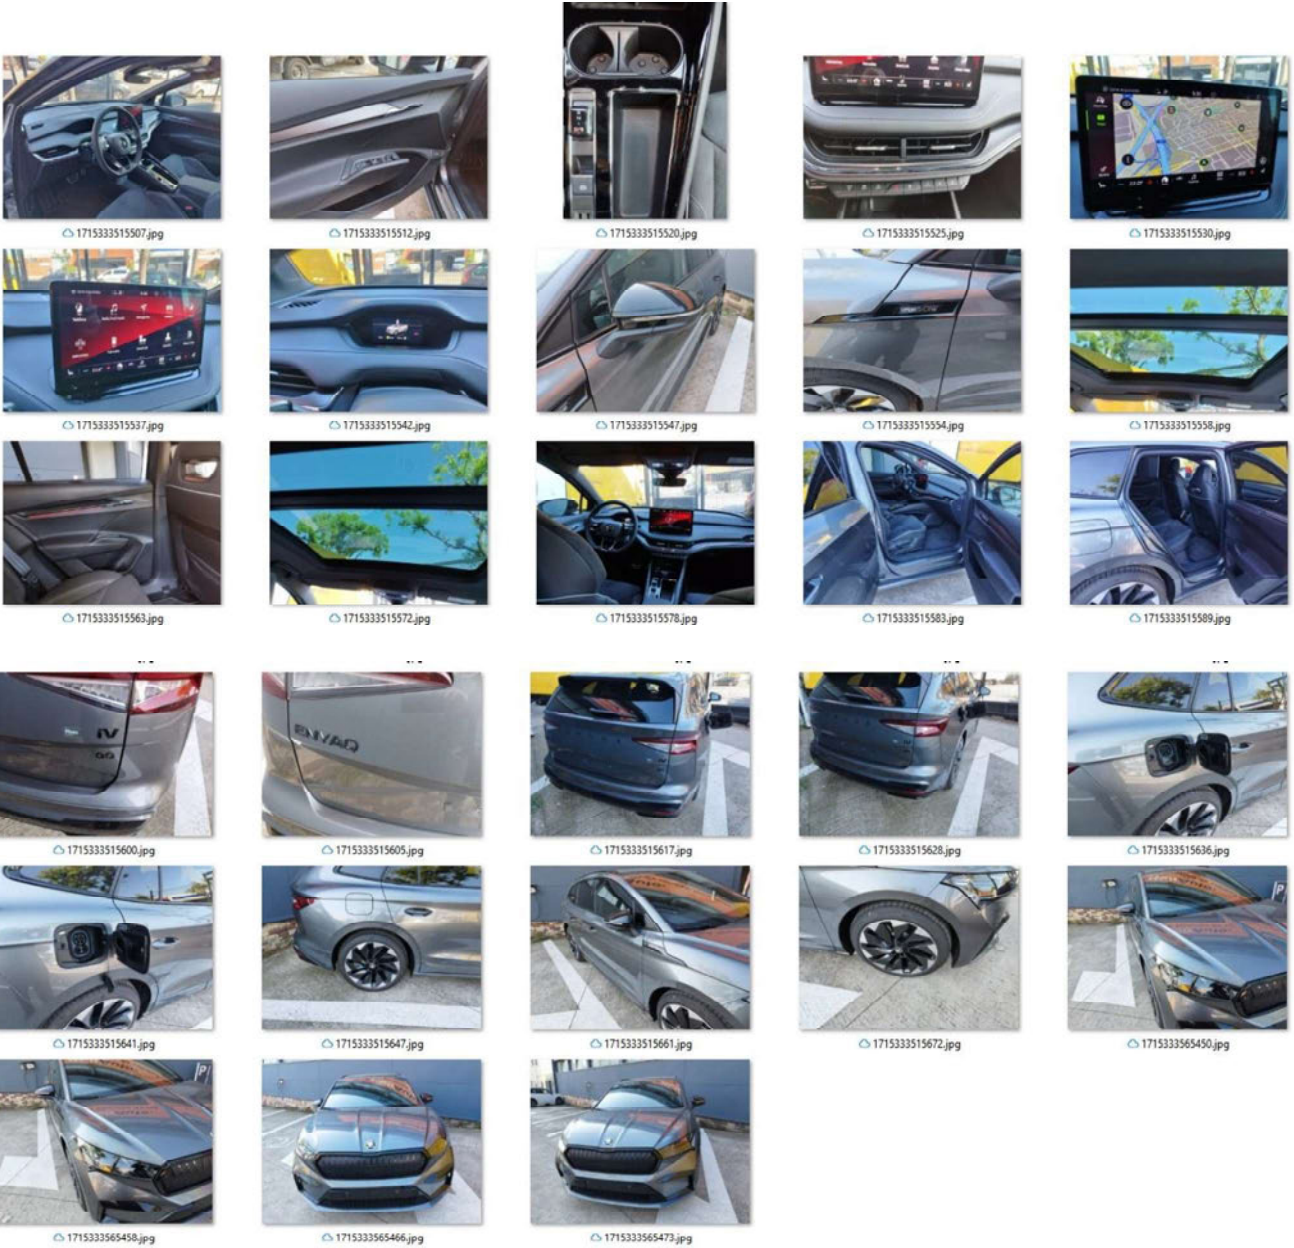 1715333515507.jpg
1715333515512.jpg
1715333515520.jpg
1715333515525.jpg
1715333515530.jpg
1715333515537.jpg
1715333515542.jpg
1715333515547.jpg
1715333515554.jpg
1715333515558.jpg
1715333515563.jpg
1715333515572.jpg
1715333515578.jpg
1715333515583.jpg
1715333515589.jpg
iV
80
ENYAQ
1715333515600.jpg
1715333515605.jpg
1715333515617.jpg
1715333515628.jpg
1715333515636.jpg
P
1715333515641.jpg
1715333515647.jpg
1715333515661.jpg
1715333515672.jpg
1715333565450.jpg
P
1715333565458.jpg
1715333565466.jpg
1715333565473.jpg